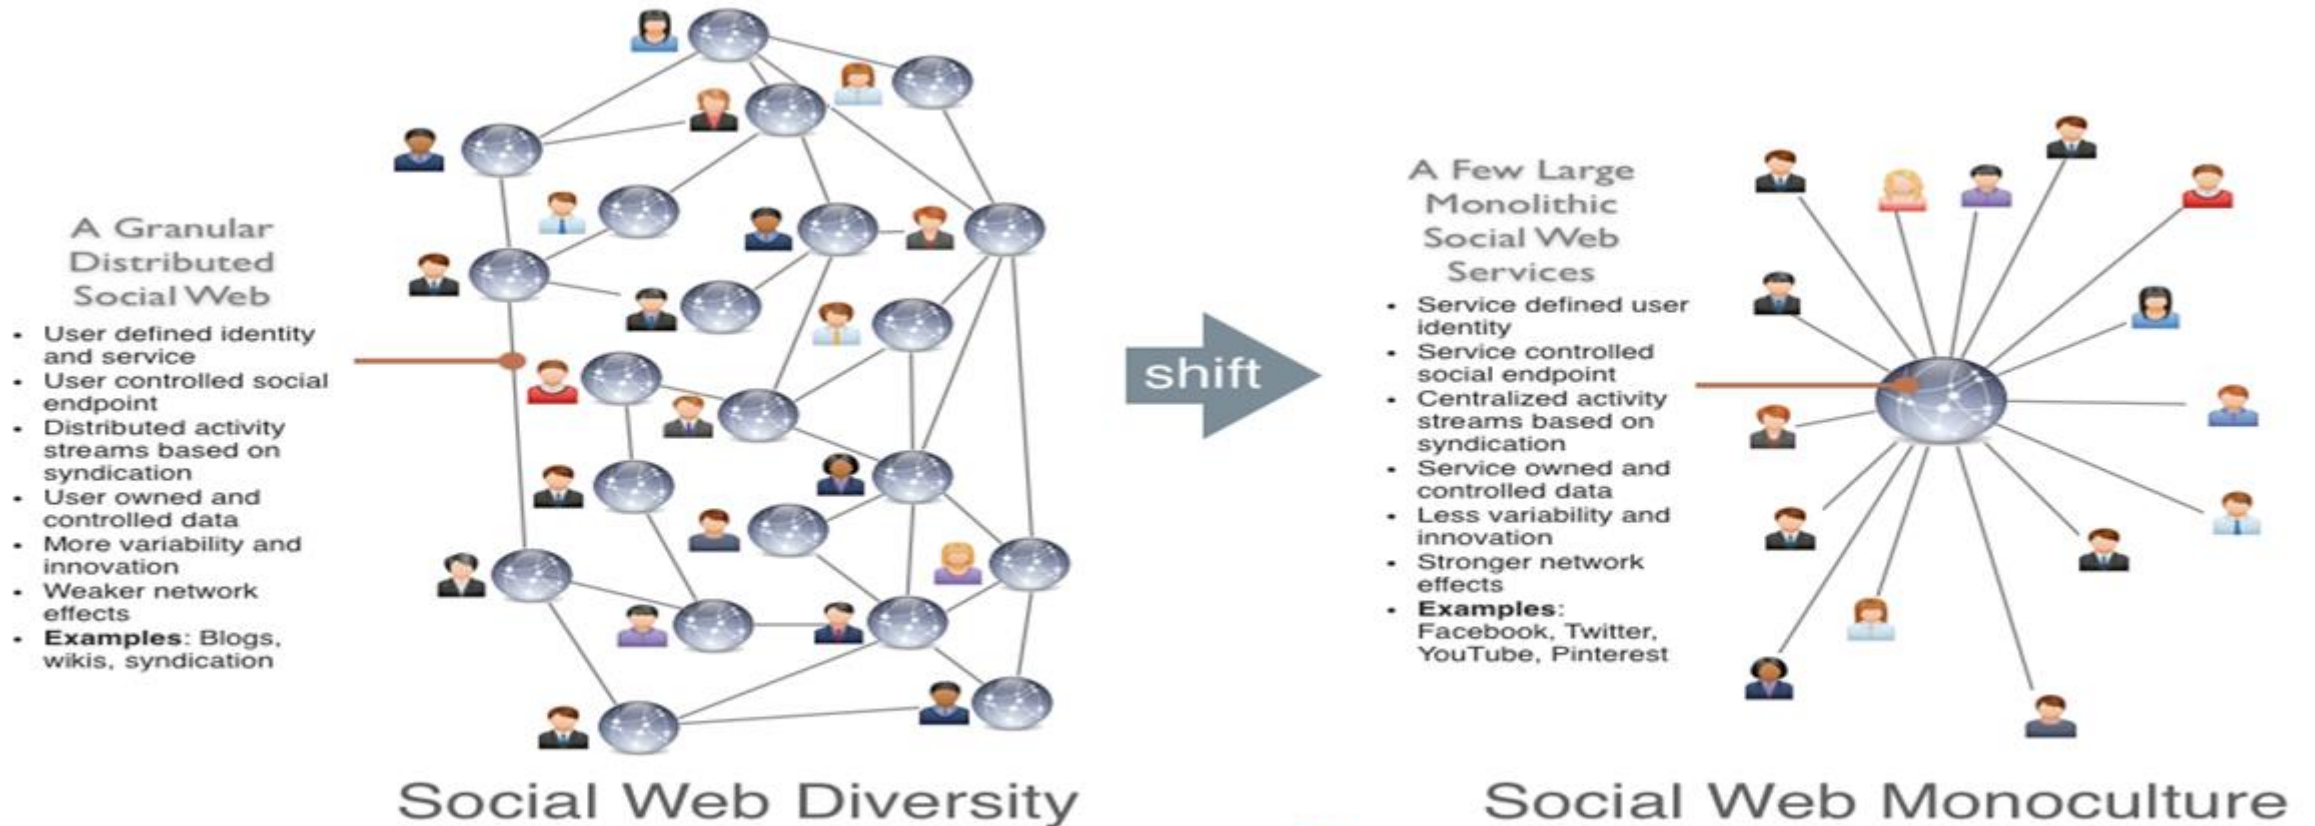 A Granular
Distributed
Social Web
• User defined identity
and service
• User controlled social
endpoint
• Distributed activity
streams based on
syndication
• User owned and
controlled data
• More variability and
innovation
• Weaker network
effects
• Examples: Blogs,
wikis, syndication
Social Web Diversity
shift
A Few Large
Monolithic
Social Web
Services
• Service defined user
identity
• Service controlled
social endpoint
• Centralized activity
streams based on
syndication
• Service owned and
controlled data
• Less variability and
innovation
• Stronger network
effects
• Examples:
Facebook, Twitter,
YouTube, Pinterest
Social Web Monoculture